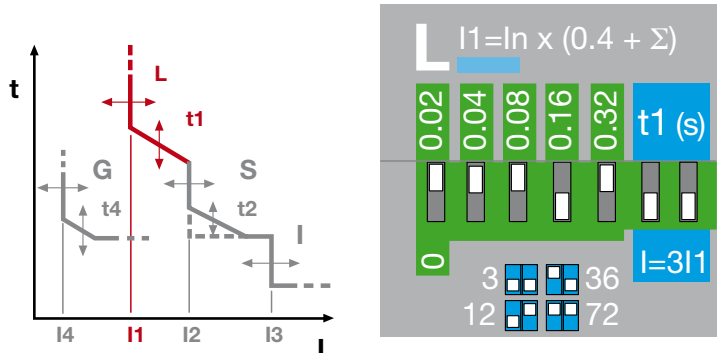 t
L
t1
G
S
t4
t2
I
I4
I1
I2
I3
I
L
I1=In x (0.4 + Σ)
0.02
0.04
0.08
0.16
0.32
t1 (s)
0
I=3I1
3
36
12
72